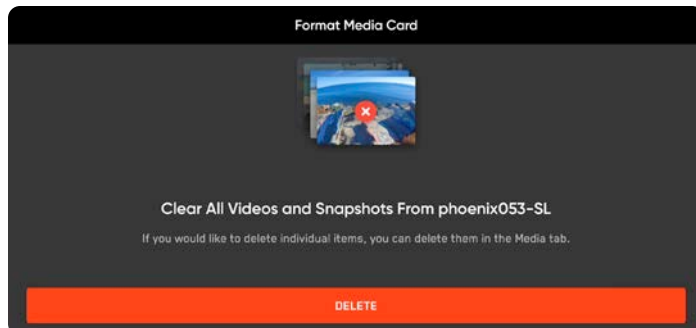 Format Media Card
Clear All Videos and Snapshots From phoenix053-SL
If you would like to delete individual items, you can delete them in the Media tab.
DELETE